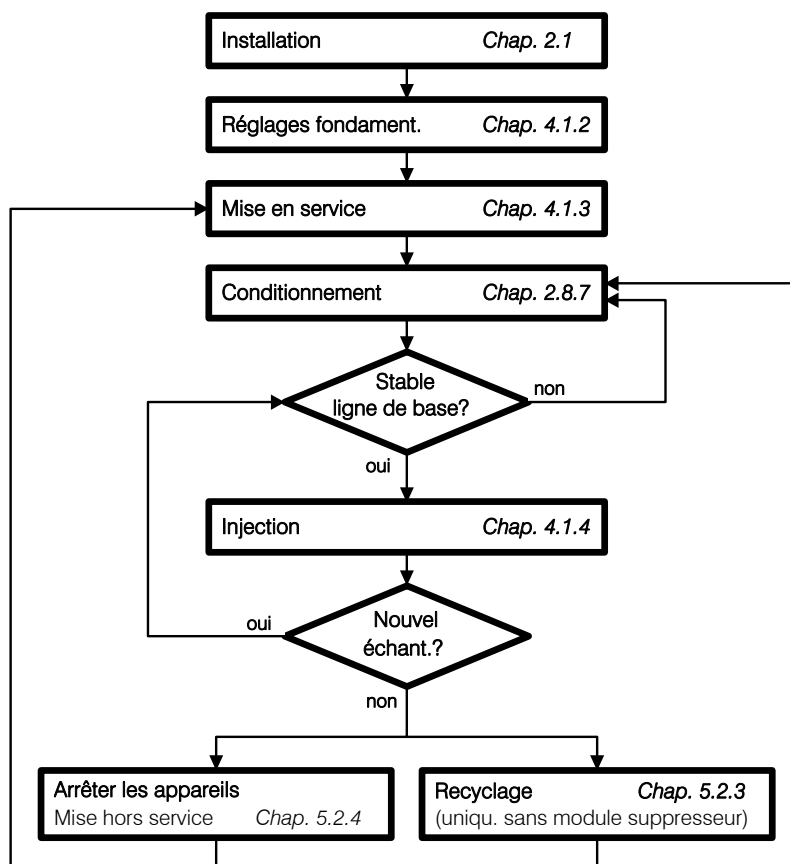 Installation Chap. 2.1
Réglages fondament. Chap. 4.1.2
Mise en service Chap. 4.1.3
Conditionnement Chap. 2.8.7
Stable
ligne de base?
non
oui
Injection Chap. 4.1.4
Nouvel
échant.?
oui
non
Arrêter les appareils
Mise hors service Chap. 5.2.4
Recyclage Chap. 5.2.3
(uniqu. sans module suppresseur)